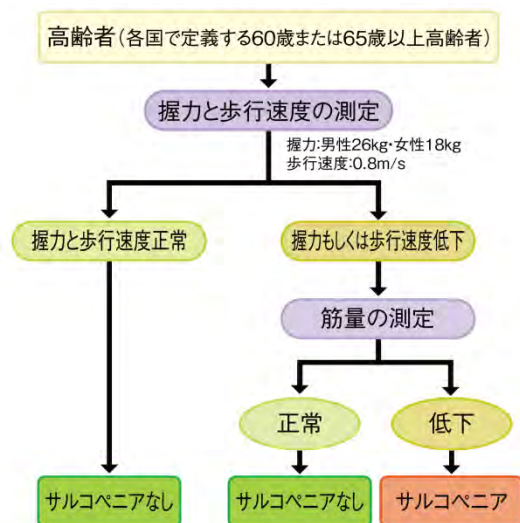 高齢者(各国で定義する60歳または65歳以上高齢者)
握力と歩行速度の測定
握力:男性26kg・女性18kg
歩行速度:0.8m/s
握力と歩行速度正常
握力もしくは歩行速度低下
筋量の測定
正常
低下
サルコペニアなし
サルコペニアなし
サルコペニア